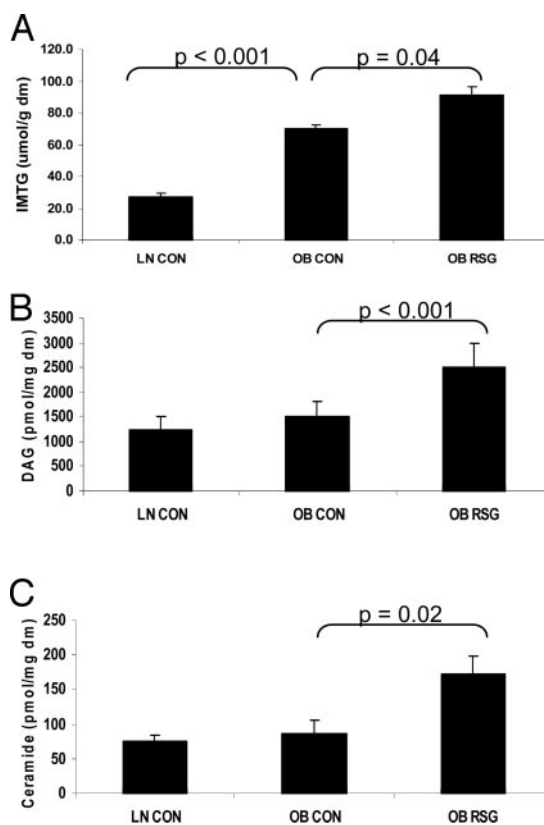 A
p < 0.001
p = 0.04
IMTG (umol/g dm)
120.0
100.0
80.0
60.0
40.0
20.0
0.0
LN CON
OB CON
OB RSG
B
p < 0.001
DAG (pmol/mg dm)
3500
3000
2500
2000
1500
1000
500
0
LN CON
OB CON
OB RSG
C
p = 0.02
Ceramide (pmol/mg dm)
250
200
150
100
50
0
LN CON
OB CON
OB RSG